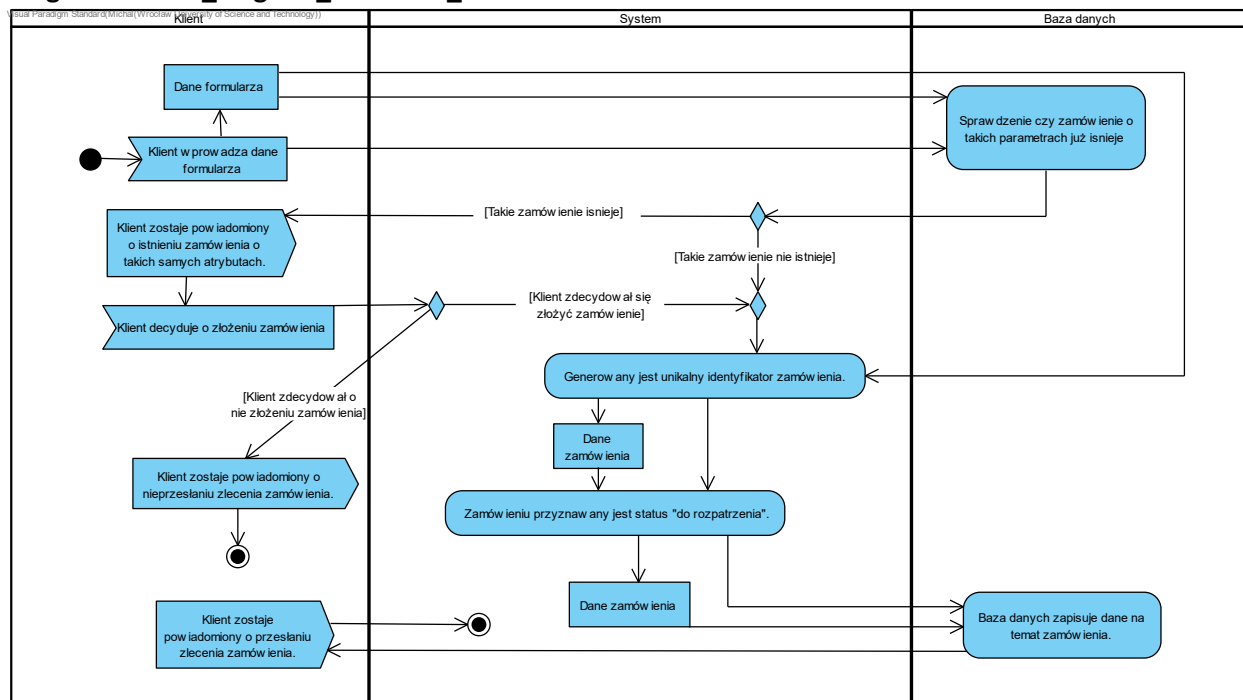 Visual Paradigm Standard(Michał(Wrocław University of Science and Technology))
Klient
System
Baza danych
Dane formularza
Sprawdzenie czy zamówienie o
takich parametrach już isnieje
Klient wprowadza dane
formularza
[Takie zamówienie isnieje]
Klient zostaje powiadomiony
o istnieniu zamówienia o
takich samych atrybutach.
[Takie zamówienie nie istnieje]
[Klient zdecydował się
złożyć zamówienie]
Klient decyduje o złożeniu zamówienia
Generowany jest unikalny identyfikator zamówienia.
[Klient zdecydował o
nie złożeniu zamówienia]
Dane
zamówienia
Klient zostaje powiadomiony o
nieprzesłaniu zlecenia zamówienia.
Zamówieniu przyznawany jest status "do rozpatrzenia".
Dane zamówienia
Klient zostaje
powiadomiony o przesłaniu
zlecenia zamówienia.
Baza danych zapisuje dane na
temat zamówienia.